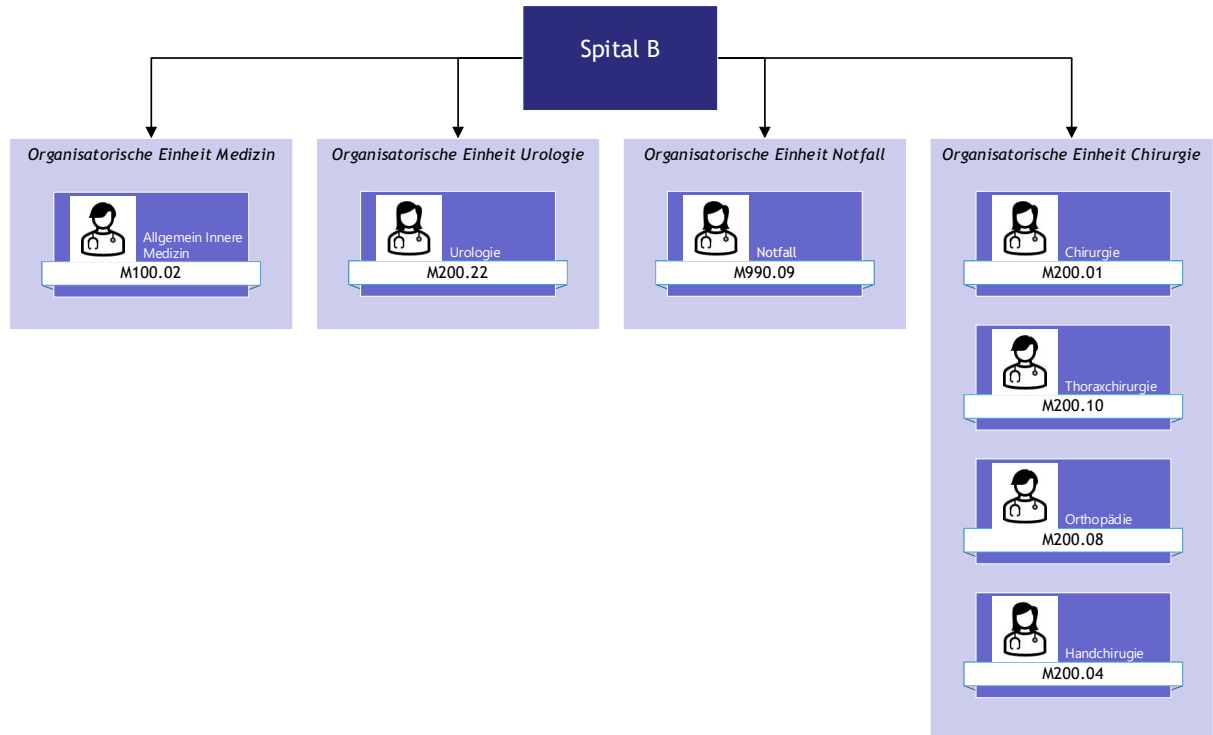 Spital B
Organisatorische Einheit Medizin
Allgemein Innere
Medizin
M100.02
Organisatorische Einheit Urologie
Urologie
M200.22
Organisatorische Einheit Notfall
Notfall
M990.09
Organisatorische Einheit Chirurgie
Chirurgie
M200.01
Thoraxchirurgie
M200.10
Orthopädie
M200.08
Handchirugie
M200.04